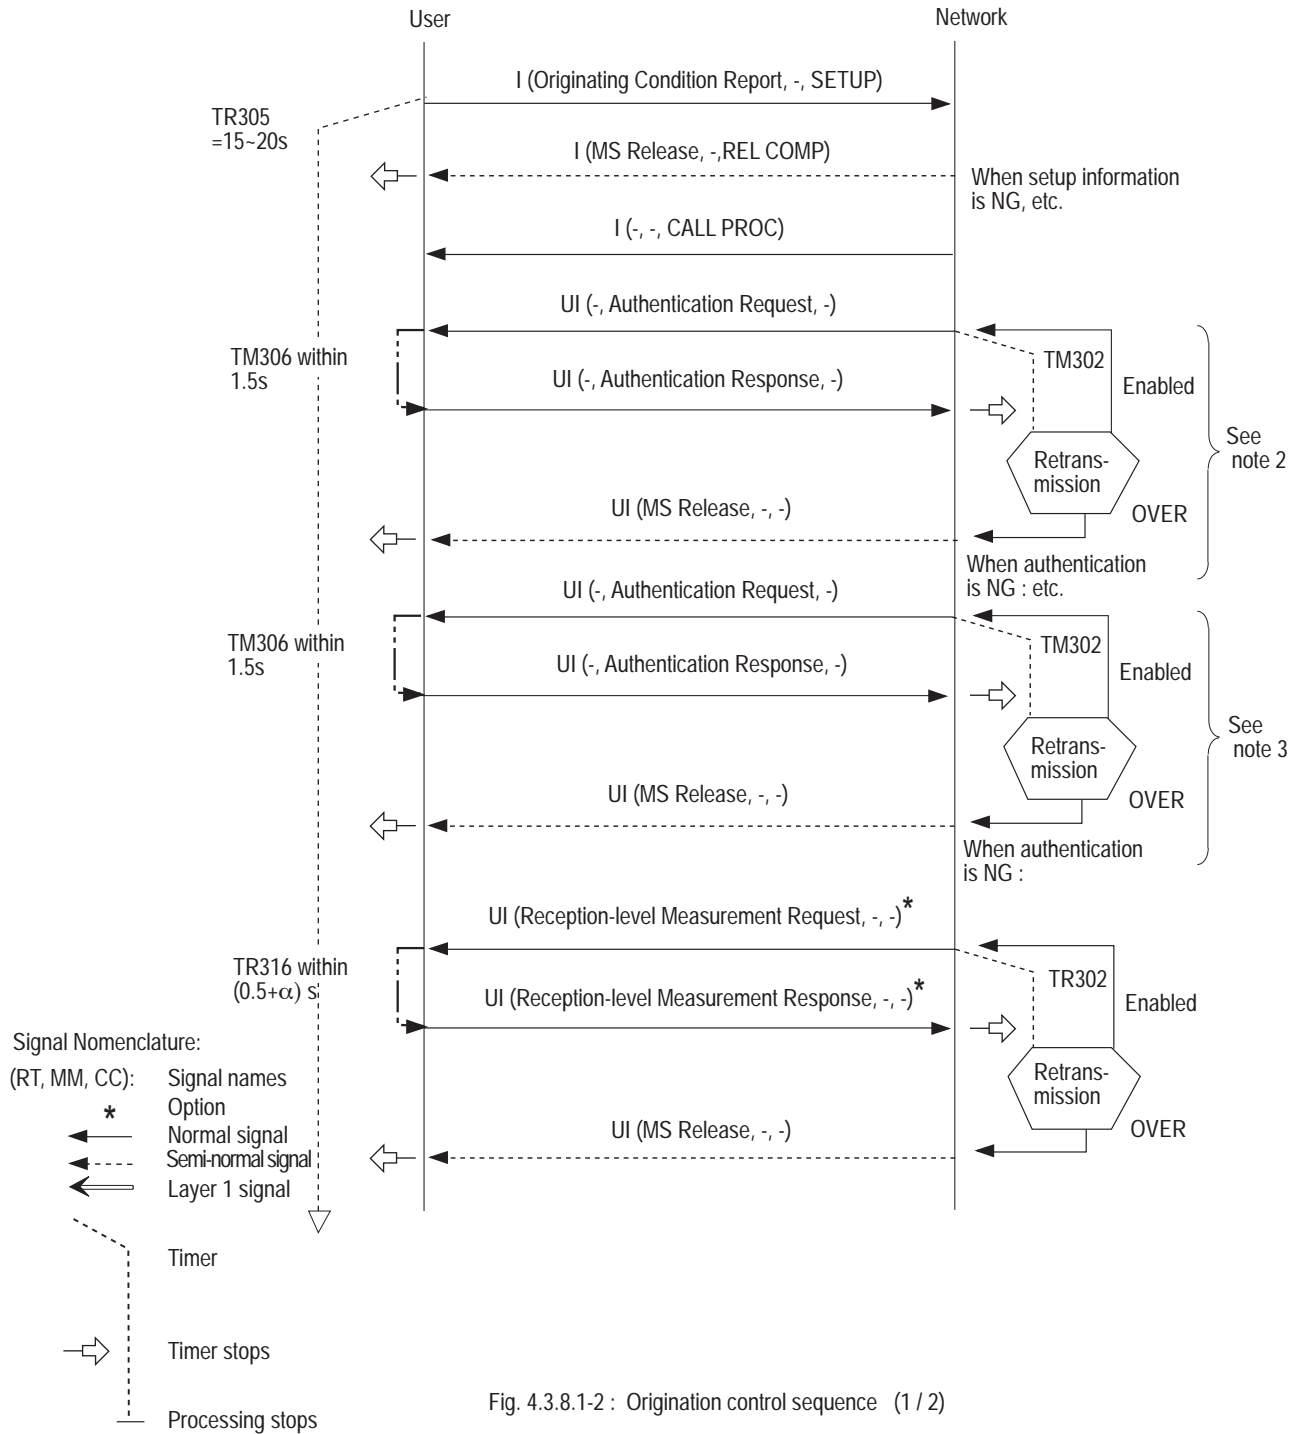 User
Network
I (Originating Condition Report, -, SETUP)
TR305
=15~20s
I (MS Release, -,REL COMP)
When setup information
is NG, etc.
I (-, -, CALL PROC)
UI (-, Authentication Request, -)
TM306 within
1.5s
TM302
Enabled
UI (-, Authentication Response, -)
See
note 2
Retrans-
mission
UI (MS Release, -, -)
OVER
When authentication
is NG : etc.
UI (-, Authentication Request, -)
TM306 within
1.5s
TM302
Enabled
UI (-, Authentication Response, -)
See
note 3
Retrans-
mission
UI (MS Release, -, -)
OVER
When authentication
is NG :
UI (Reception-level Measurement Request, -, -)*
TR316 within
(0.5+α) s
TR302
Enabled
UI (Reception-level Measurement Response, -, -)*
Retrans-
mission
UI (MS Release, -, -)
OVER
Signal Nomenclature:
(RT, MM, CC): Signal names
* Option
Normal signal
Semi-normal signal
Layer 1 signal
Timer
Timer stops
Processing stops
Fig. 4.3.8.1-2 : Origination control sequence (1 / 2)